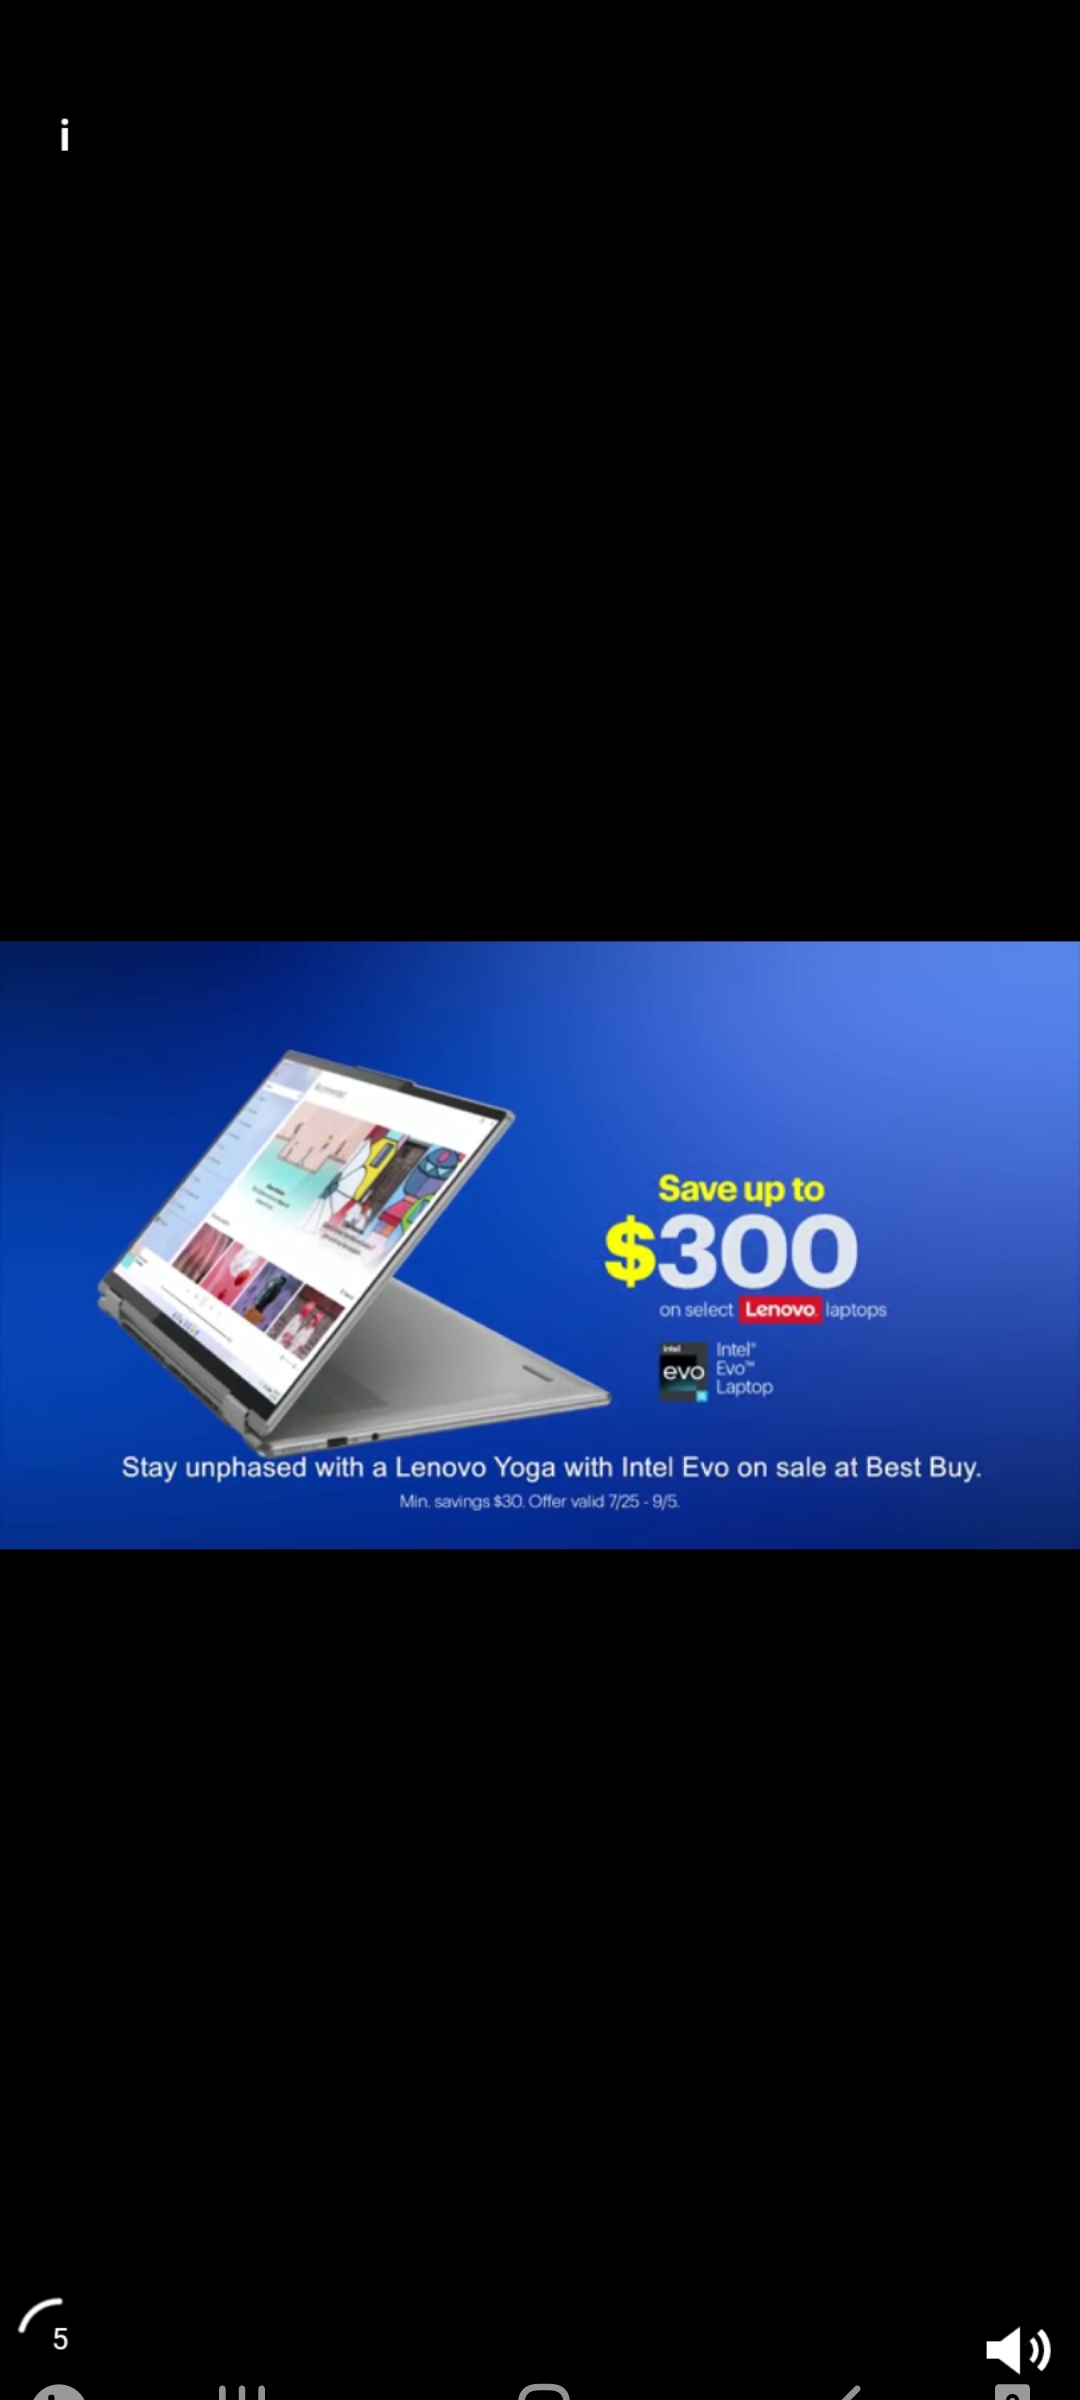 i
Save up to
$300
on select Lenovo. laptops
intel
evo
Intel®
Evo™
Laptop
Stay unphased with a Lenovo Yoga with Intel Evo on sale at Best Buy.
Min. savings $30. Offer valid 7/25 - 9/5.
5